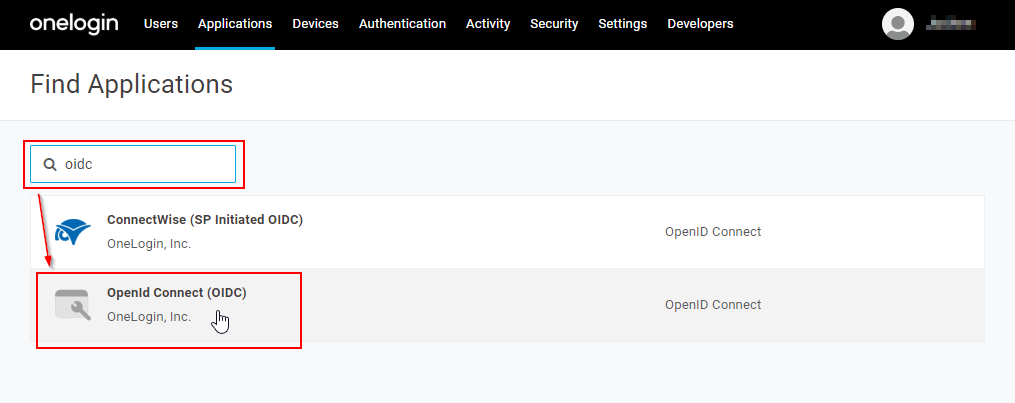 onelogin Users Applications Devices Authentication Activity Security Settings Developers
Find Applications
oidc
ConnectWise (SP Initiated OIDC)
OneLogin, Inc.
OpenID Connect
OpenId Connect (OIDC)
OneLogin, Inc.
OpenID Connect